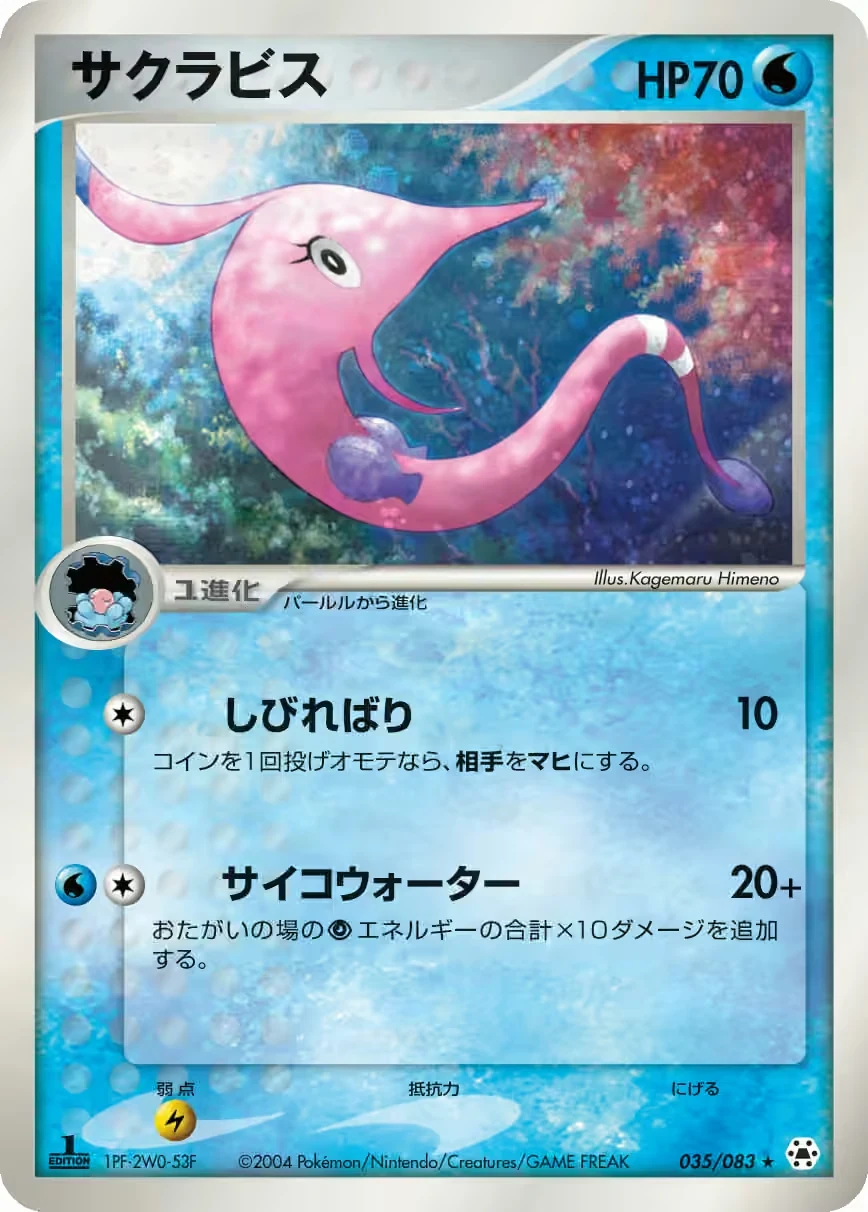 サクラビス HP70
Illus.Kagemaru Himeno
1進化 パールルから進化
しびればり 10
コインを1回投げオモテなら、相手をマヒにする。
サイコウォーター 20+
おたがいの場のエネルギーの合計×10ダメージを追加
する。
弱点 抵抗力 にげる
1 EDITION 1PF-2W0-53F ©2004 Pokémon/Nintendo/Creatures/GAME FREAK 035/083 ★